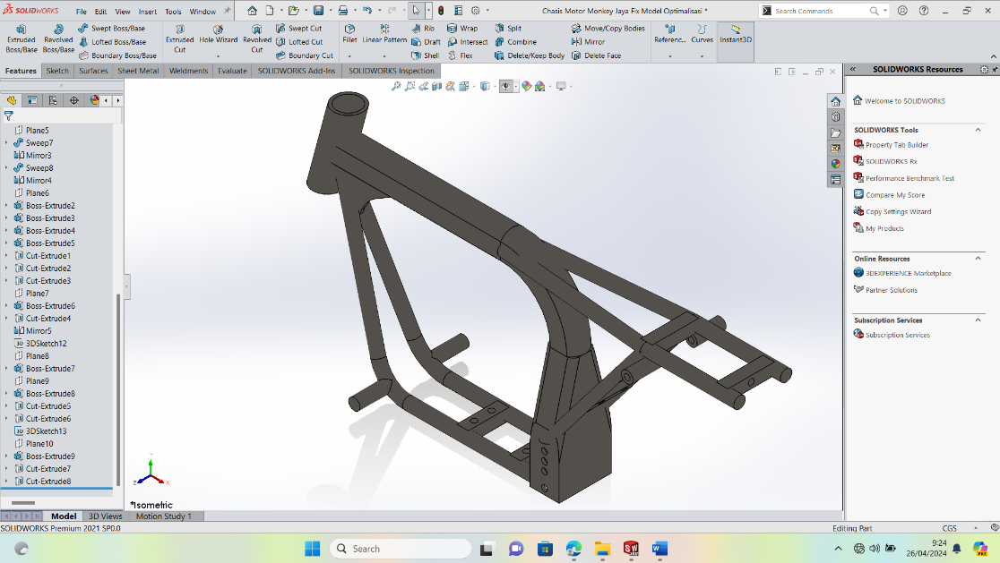 SOLIDWORKS File Edit View Insert Tools Window Chasis Motor Monkey Jaya Fix Model Optimalisasi * Search Commands
Extruded Boss/Base
Revolved Boss/Base
Swept Boss/Base
Lofted Boss/Base
Boundary Boss/Base
Extruded Cut
Hole Wizard
Revolved Cut
Swept Cut
Lofted Cut
Boundary Cut
Fillet
Linear Pattern
Rib
Draft
Shell
Wrap
Intersect
Flex
Split
Combine
Delete/Keep Body
Move/Copy Bodies
Mirror
Delete Face
Referenc...
Curves
Instant3D
Features Sketch Surfaces Sheet Metal Weldments Evaluate SOLIDWORKS Add-Ins SOLIDWORKS Inspection
Plane5
Sweep7
Mirror3
Sweep8
Mirror4
Plane6
Boss-Extrude2
Boss-Extrude3
Boss-Extrude4
Boss-Extrude5
Cut-Extrude1
Cut-Extrude2
Cut-Extrude3
Plane7
Boss-Extrude6
Cut-Extrude4
Mirror5
3DSketch12
Plane8
Boss-Extrude7
Plane9
Boss-Extrude8
Cut-Extrude5
Cut-Extrude6
3DSketch13
Plane10
Boss-Extrude9
Cut-Extrude7
Cut-Extrude8
Y
Z
X
*Isometric
SOLIDWORKS Resources
Welcome to SOLIDWORKS
SOLIDWORKS Tools
Property Tab Builder
SOLIDWORKS Rx
Performance Benchmark Test
Compare My Score
Copy Settings Wizard
My Products
Online Resources
3DEXPERIENCE Marketplace
Partner Solutions
Subscription Services
Subscription Services
Model 3D Views Motion Study 1
SOLIDWORKS Premium 2021 SP0.0 Editing Part CGS
Search
9:24
26/04/2024
PRE